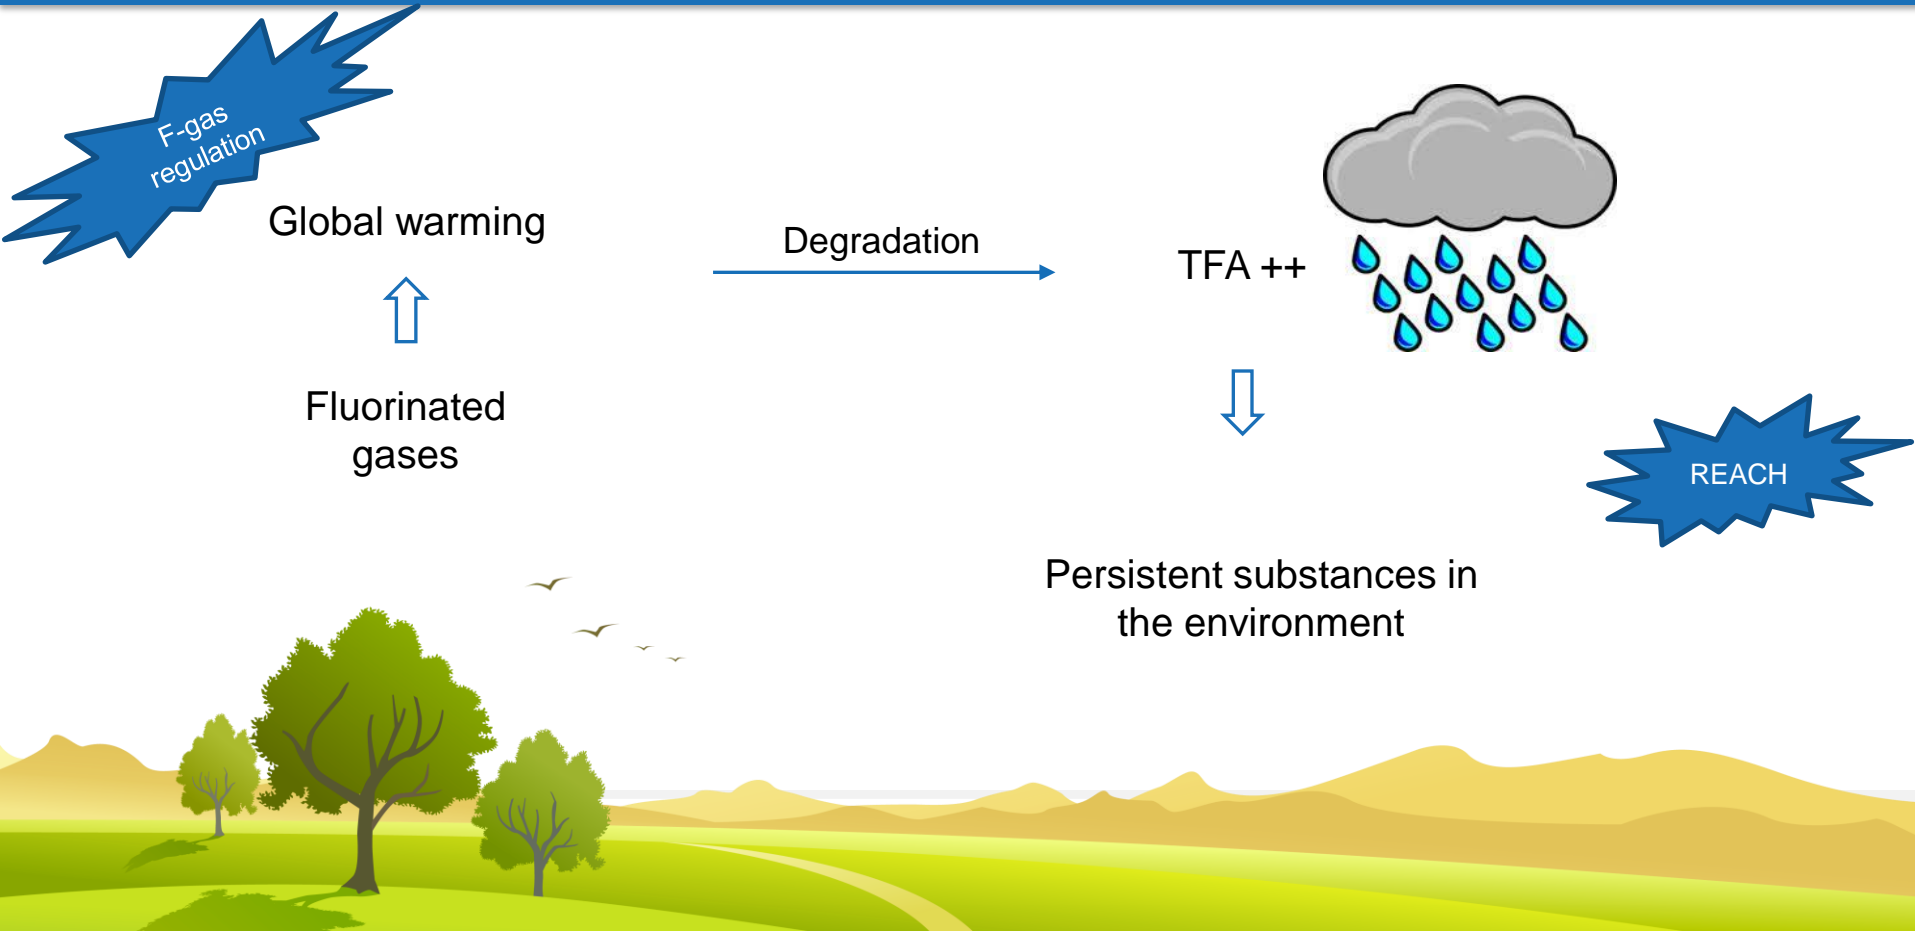 F-gas
regulation
Global warming
Degradation
TFA ++
Fluorinated
gases
REACH
Persistent substances in
the environment